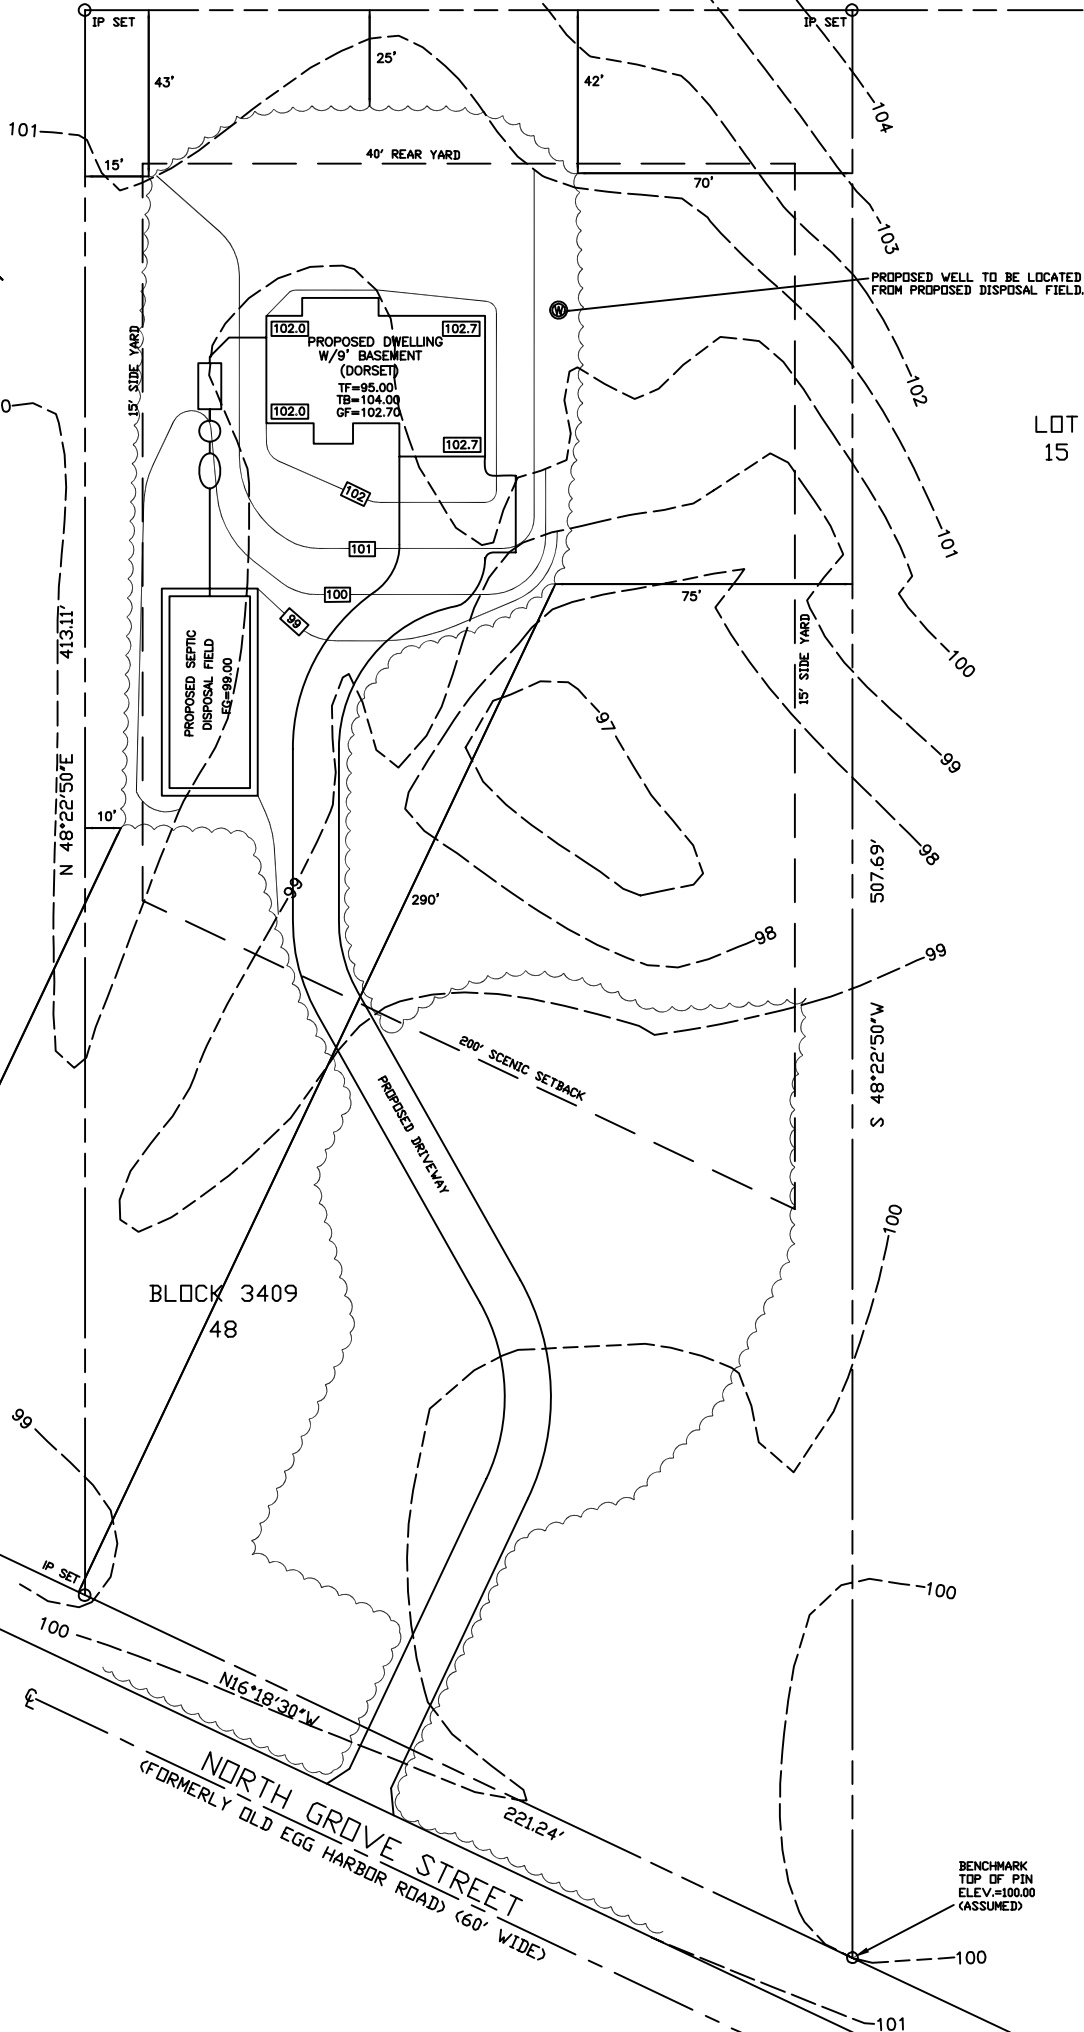 IP SET
IP SET
43'
25'
42'
104
101
15'
40' REAR YARD
70'
103
PROPOSED WELL TO BE LOCATED
FROM PROPOSED DISPOSAL FIELD.
W
102.0
102.7
PROPOSED DWELLING
W/9' BASEMENT
(DORSET)
TF=95.00
TB=104.00
GF=102.70
102.0
102.7
15' SIDE YARD
102
0
LOT
15
102
101
101
100
75'
99
413.11'
15' SIDE YARD
PROPOSED SEPTIC
DISPOSAL FIELD
FG=99.00
100
97
99
N 48°22'50"E
10'
98
507.69'
99
290'
98
99
200' SCENIC SETBACK
S 48°22'50"W
PROPOSED DRIVEWAY
100
BLOCK 3409
48
99
IP SET
100
100
N16°18'30"W
NORTH GROVE STREET
(FORMERLY OLD EGG HARBOR ROAD) (60' WIDE)
221.24'
BENCHMARK
TOP OF PIN
ELEV.=100.00
(ASSUMED)
100
101